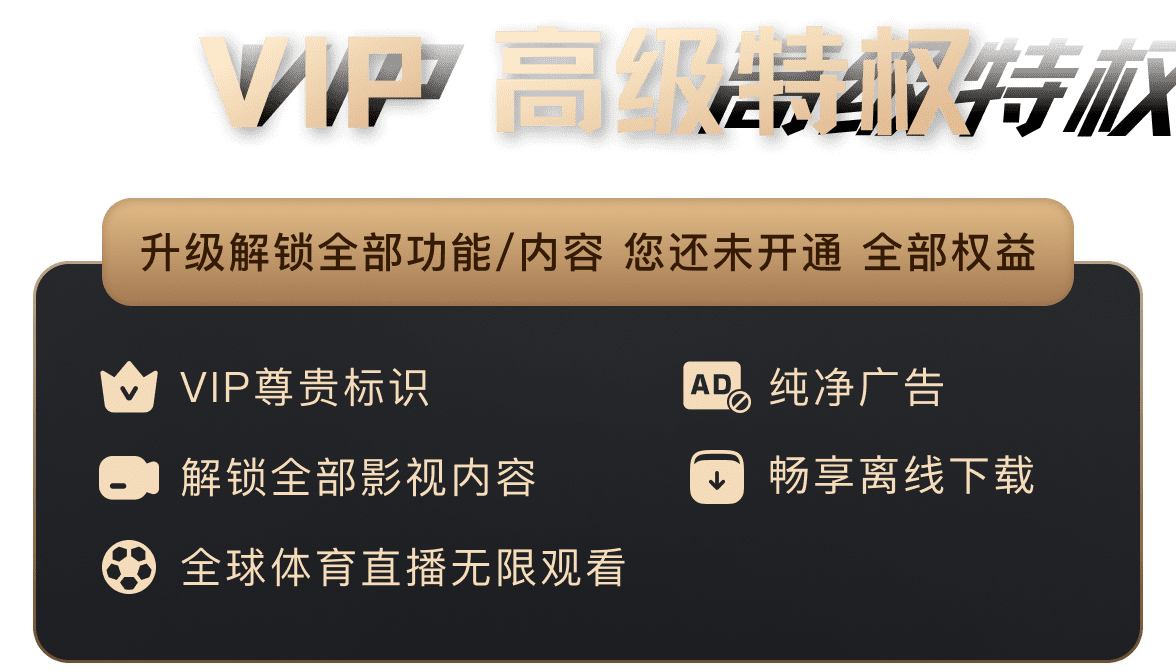 VIP 高级特权
升级解锁全部功能/内容 您还未开通 全部权益
VIP尊贵标识
AD 纯净广告
解锁全部影视内容
畅享离线下载
全球体育直播无限观看